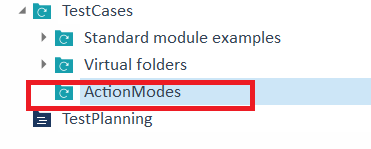 TestCases
Standard module examples
Virtual folders
ActionModes
TestPlanning